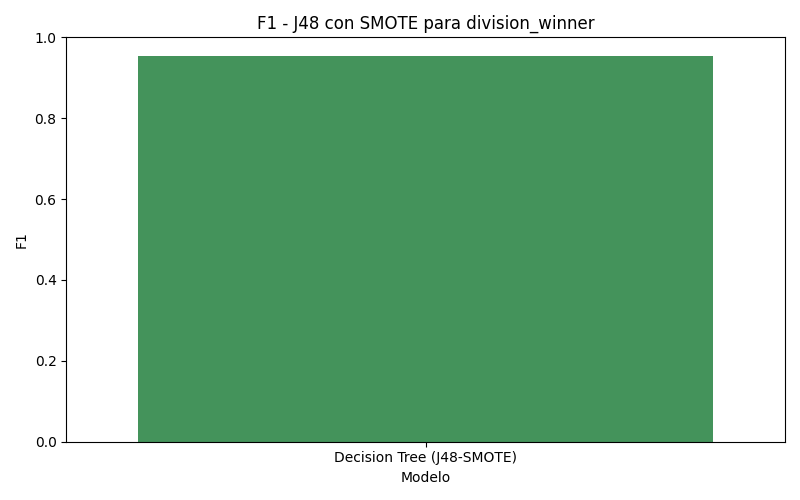 F1 - J48 con SMOTE para division_winner
1.0
0.8
0.6
0.4
0.2
0.0
F1
Decision Tree (J48-SMOTE)
Modelo